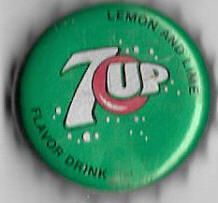 LEMON AND LIME
7UP
FLAVOR DRINK